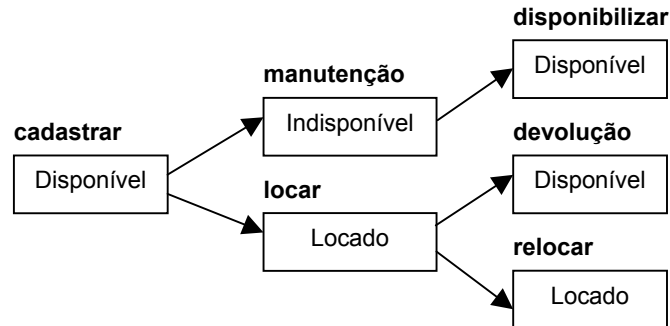 cadastrar
Disponível
manutenção
Indisponível
locar
Locado
disponibilizar
Disponível
devolução
Disponível
relocar
Locado